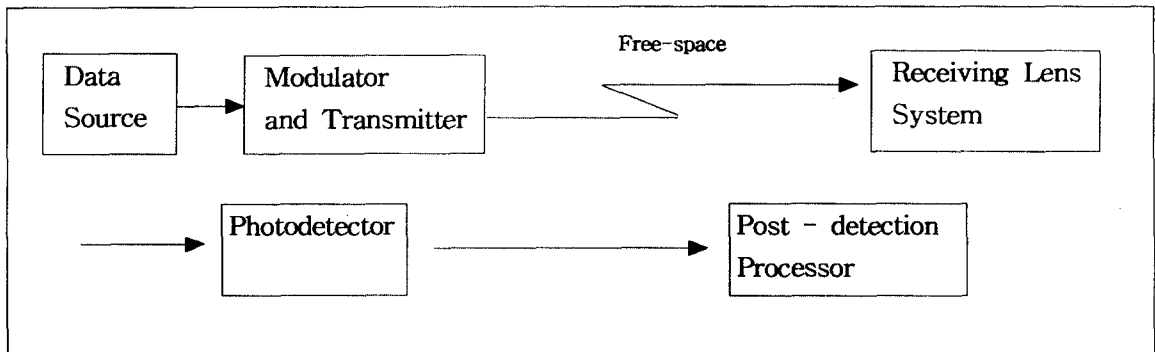 Free-space
Data
Source
Modulator
and Transmitter
Receiving Lens
System
Photodetector
Post - detection
Processor